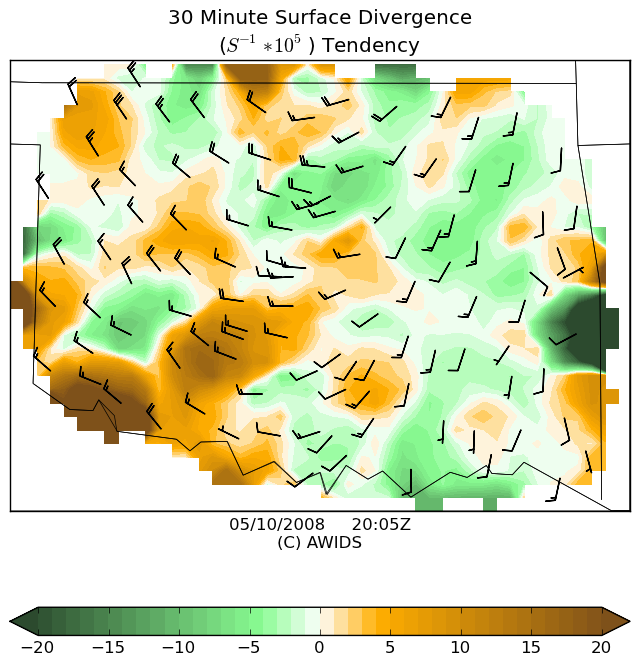 30 Minute Surface Divergence
(S⁻¹ * 10⁵ ) Tendency
05/10/2008 20:05Z
(C) AWIDS
−20 −15 −10 −5 0 5 10 15 20